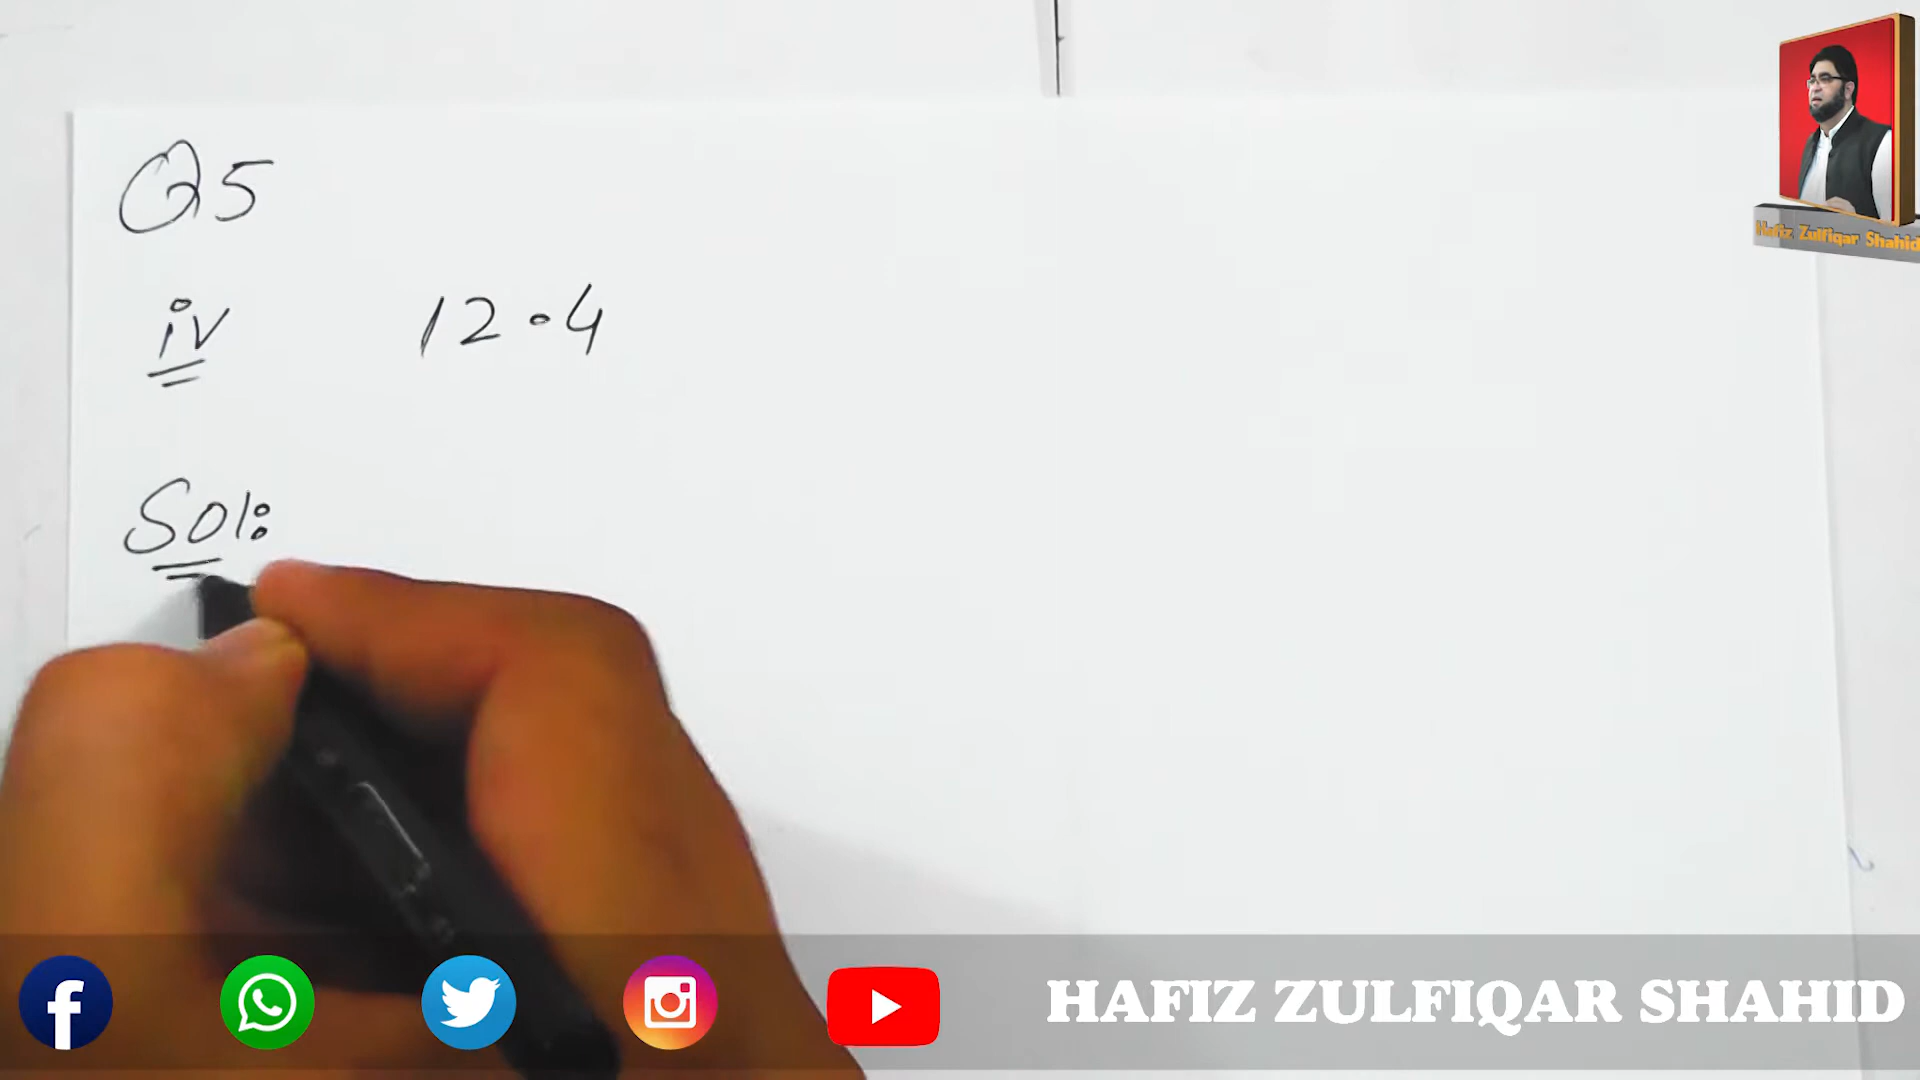 Q5
iv 12.4
Sol:
Hafiz Zulfiqar Shahid
HAFIZ ZULFIQAR SHAHID